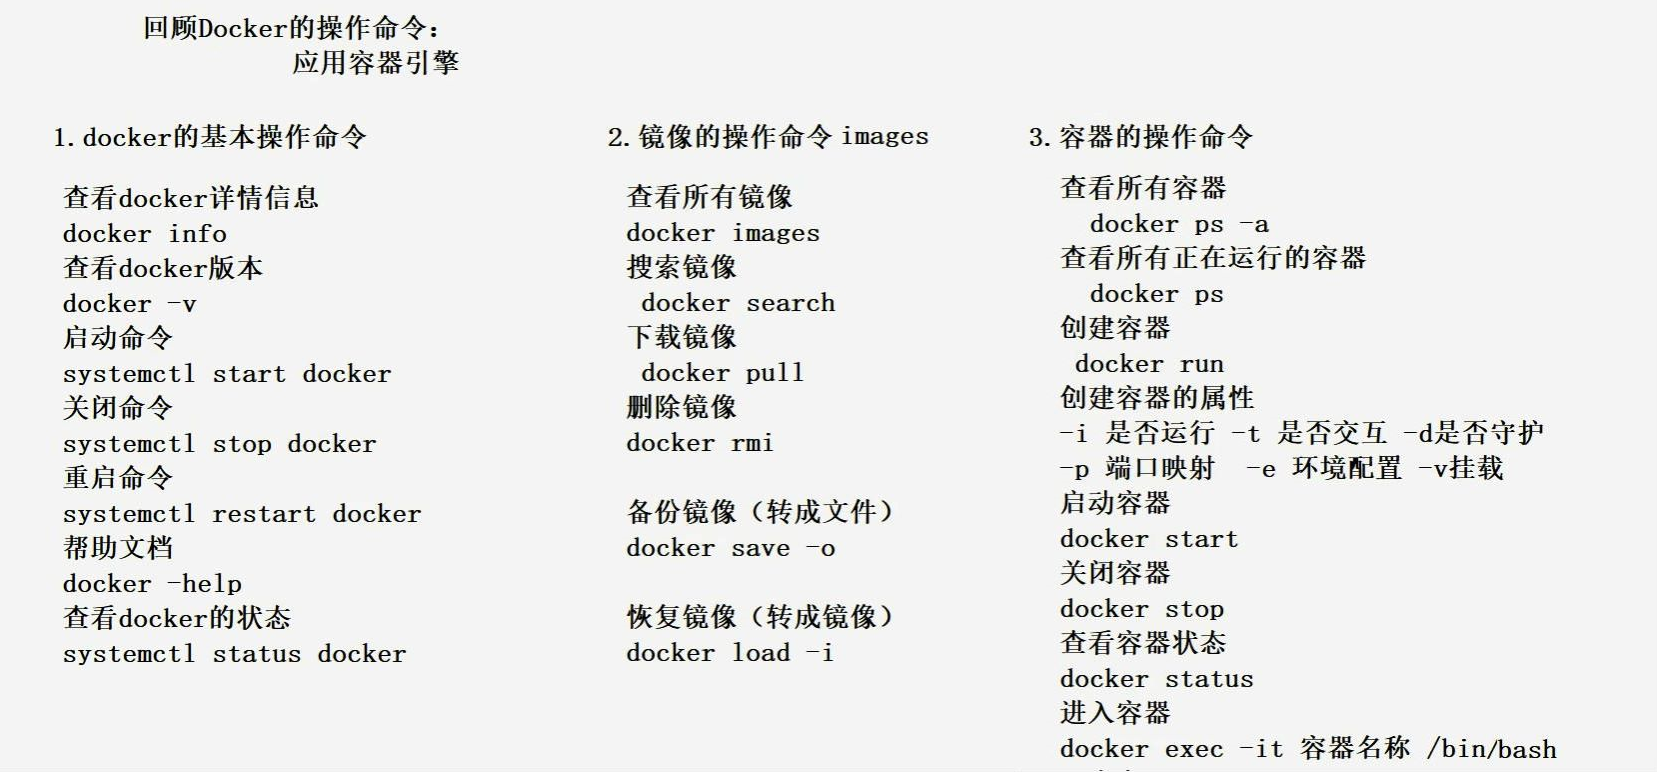 回顾Docker的操作命令：
应用容器引擎
1.docker的基本操作命令
查看docker详情信息
docker info
查看docker版本
docker -v
启动命令
systemctl start docker
关闭命令
systemctl stop docker
重启命令
systemctl restart docker
帮助文档
docker -help
查看docker的状态
systemctl status docker
2.镜像的操作命令 images
查看所有镜像
docker images
搜索镜像
docker search
下载镜像
docker pull
删除镜像
docker rmi
备份镜像（转成文件）
docker save -o
恢复镜像（转成镜像）
docker load -i
3.容器的操作命令
查看所有容器
docker ps -a
查看所有正在运行的容器
docker ps
创建容器
docker run
创建容器的属性
-i 是否运行 -t 是否交互 -d是否守护
-p 端口映射 -e 环境配置 -v挂载
启动容器
docker start
关闭容器
docker stop
查看容器状态
docker status
进入容器
docker exec -it 容器名称 /bin/bash